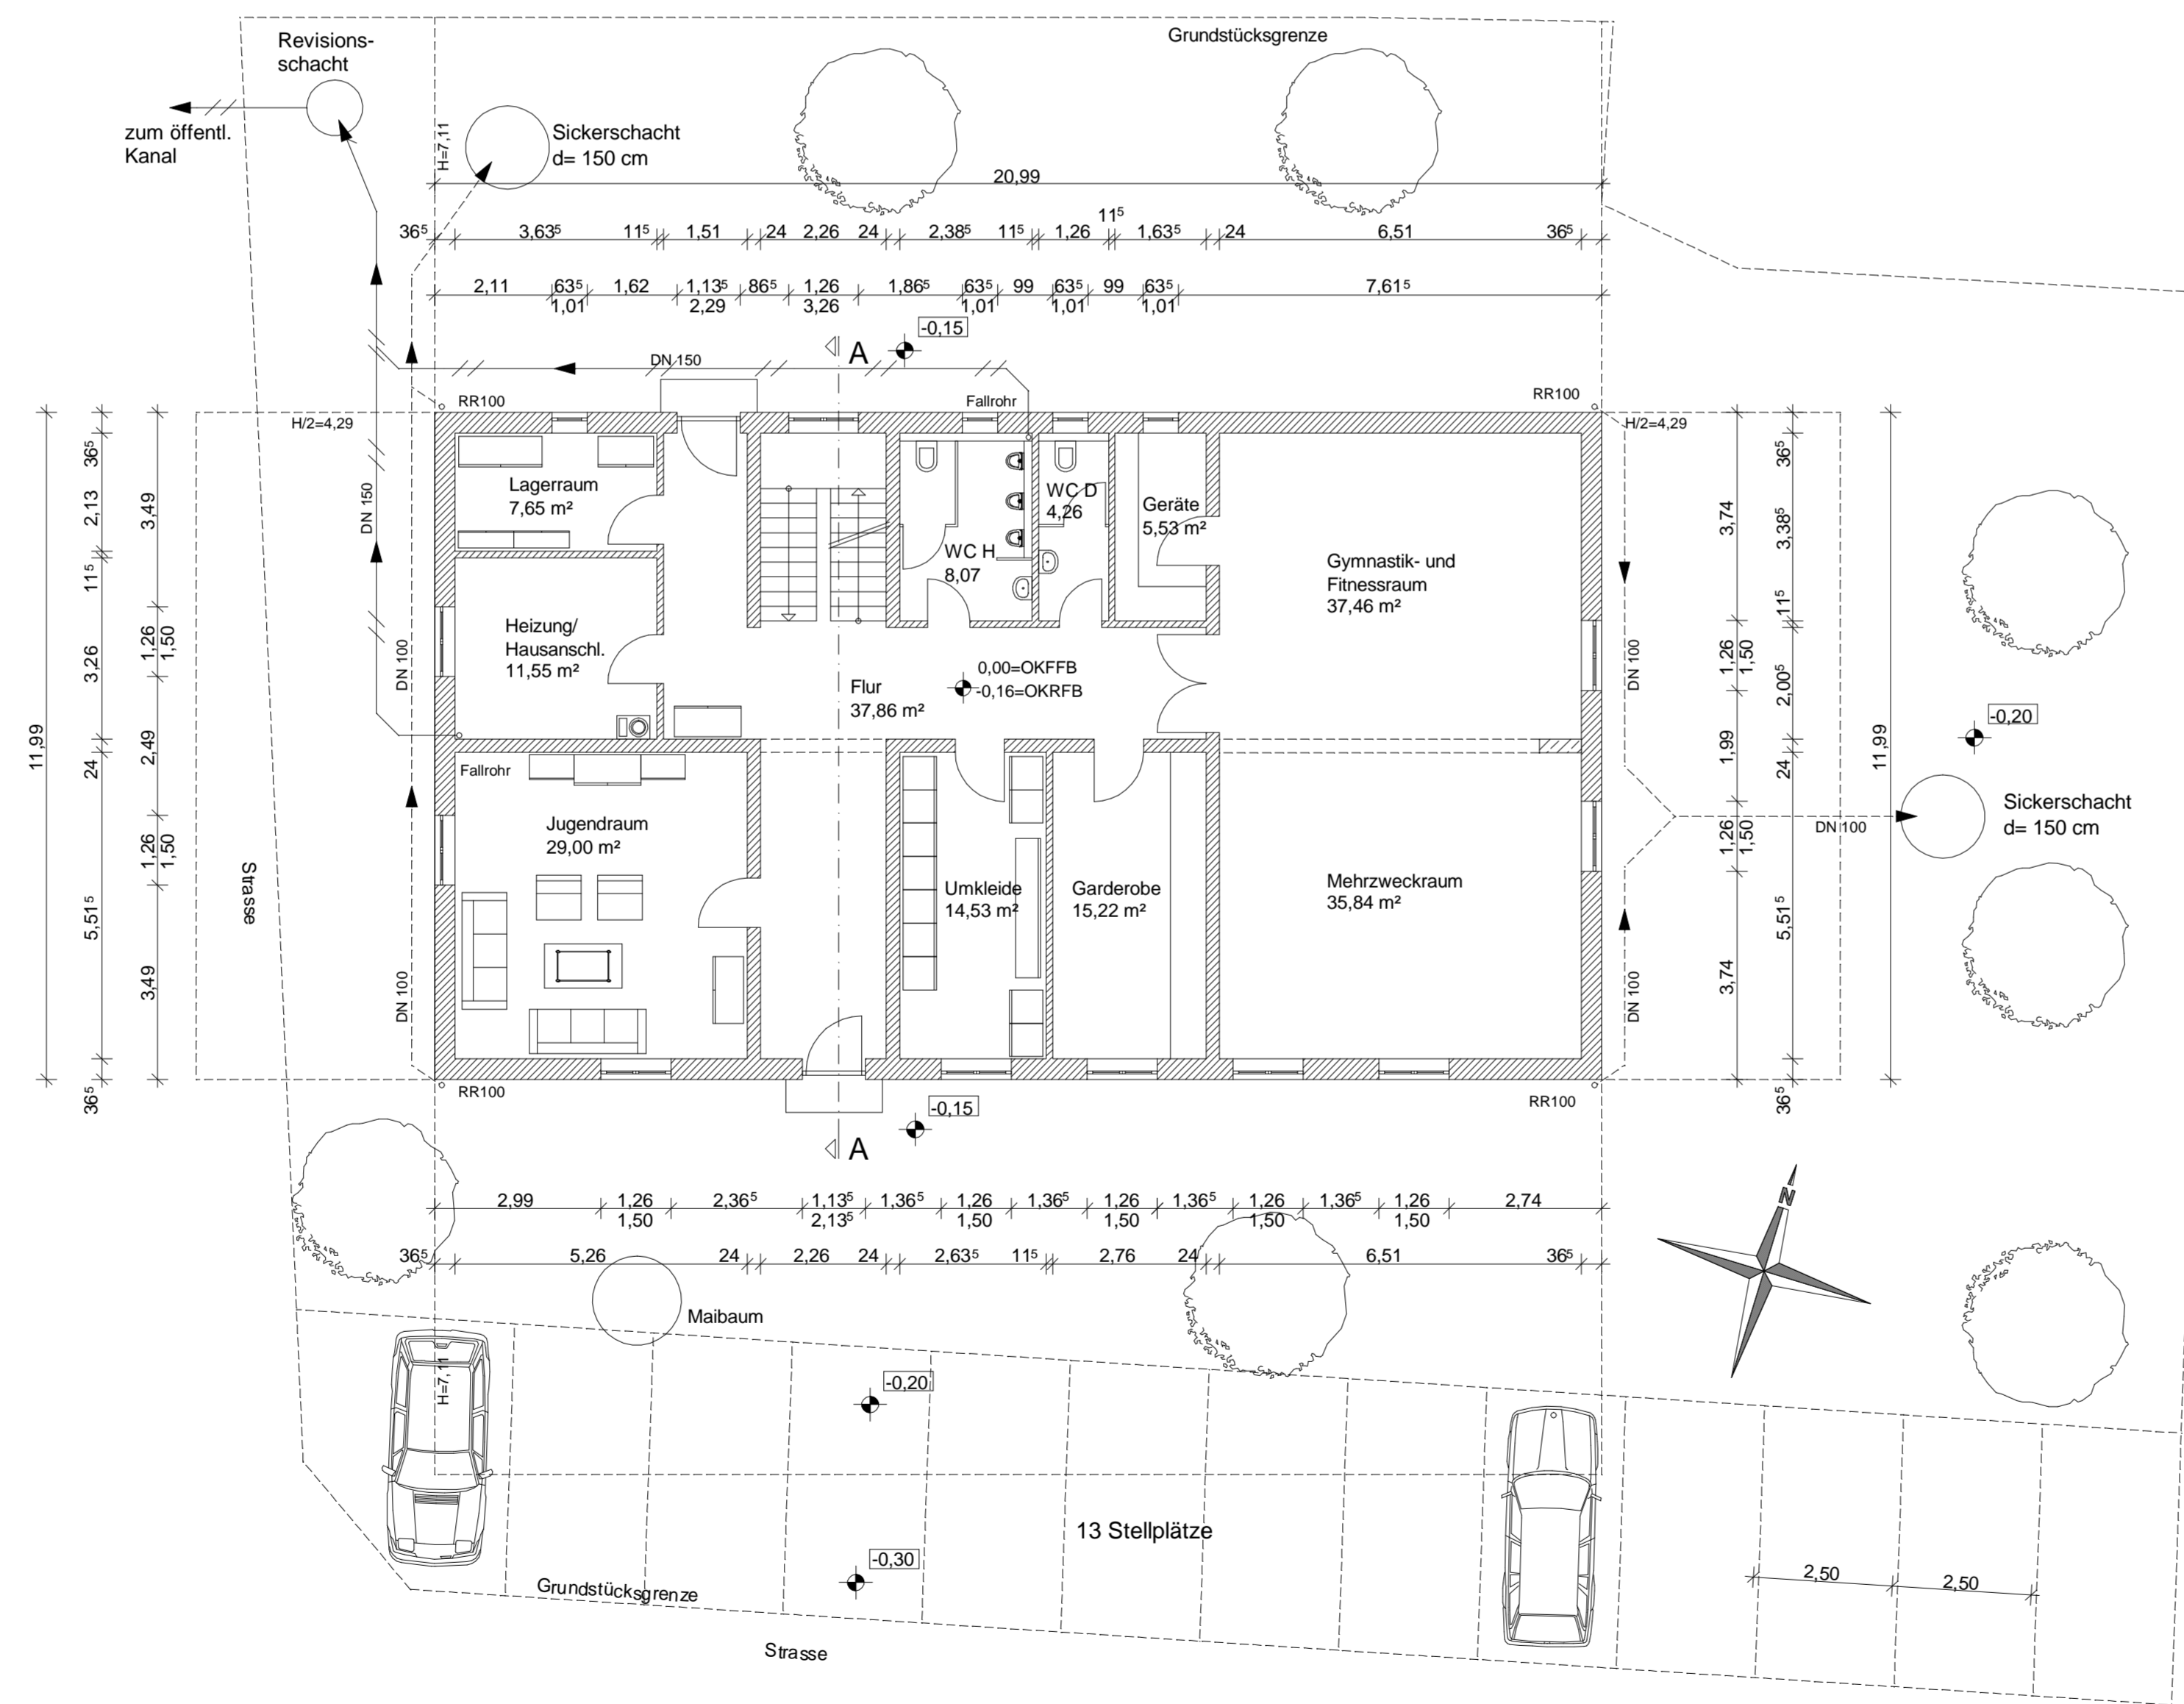 Revisions-
schacht
zum öffentl.
Kanal
H=7,11
Sickerschacht
d= 150 cm
Grundstücksgrenze
20,99
36⁵ 3,63⁵ 11⁵ 1,51 24 2,26 24 2,38⁵ 11⁵ 1,26 11⁵ 1,63⁵ 24 6,51 36⁵
2,11 63⁵ 1,62 1,13⁵ 86⁵ 1,26 1,86⁵ 63⁵ 99 63⁵ 99 63⁵ 7,61⁵
1,01 2,29 3,26 1,01 1,01 1,01
-0,15
A
DN 150
RR100
Fallrohr
RR100
H/2=4,29
H/2=4,29
11,99
36⁵ 2,13 11⁵ 3,26 24 5,51⁵ 36⁵
3,49 1,26 2,49 1,26 3,49
1,50 1,50
DN 150
DN 100
DN 100
Strasse
Lagerraum
7,65 m²
Heizung/
Hausanschl.
11,55 m²
WC H
8,07
WC D
4,26
Geräte
5,53 m²
Gymnastik- und
Fitnessraum
37,46 m²
Flur
37,86 m²
0,00=OKFFB
-0,16=OKRFB
Fallrohr
Jugendraum
29,00 m²
Umkleide
14,53 m²
Garderobe
15,22 m²
Mehrzweckraum
35,84 m²
DN 100
DN 100
3,74 1,26 1,99 1,26 3,74
1,50 1,50
36⁵ 3,38⁵ 11⁵ 2,00⁵ 24 5,51⁵ 36⁵
11,99
DN 100
-0,20
Sickerschacht
d= 150 cm
RR100
RR100
-0,15
A
2,99 1,26 2,36⁵ 1,13⁵ 1,36⁵ 1,26 1,36⁵ 1,26 1,36⁵ 1,26 1,36⁵ 1,26 2,74
1,50 2,13⁵ 1,50 1,50 1,50 1,50
36⁵ 5,26 24 2,26 24 2,63⁵ 11⁵ 2,76 24 6,51 36⁵
N
Maibaum
H=7,11
-0,20
13 Stellplätze
-0,30
2,50 2,50
Grundstücksgrenze
Strasse